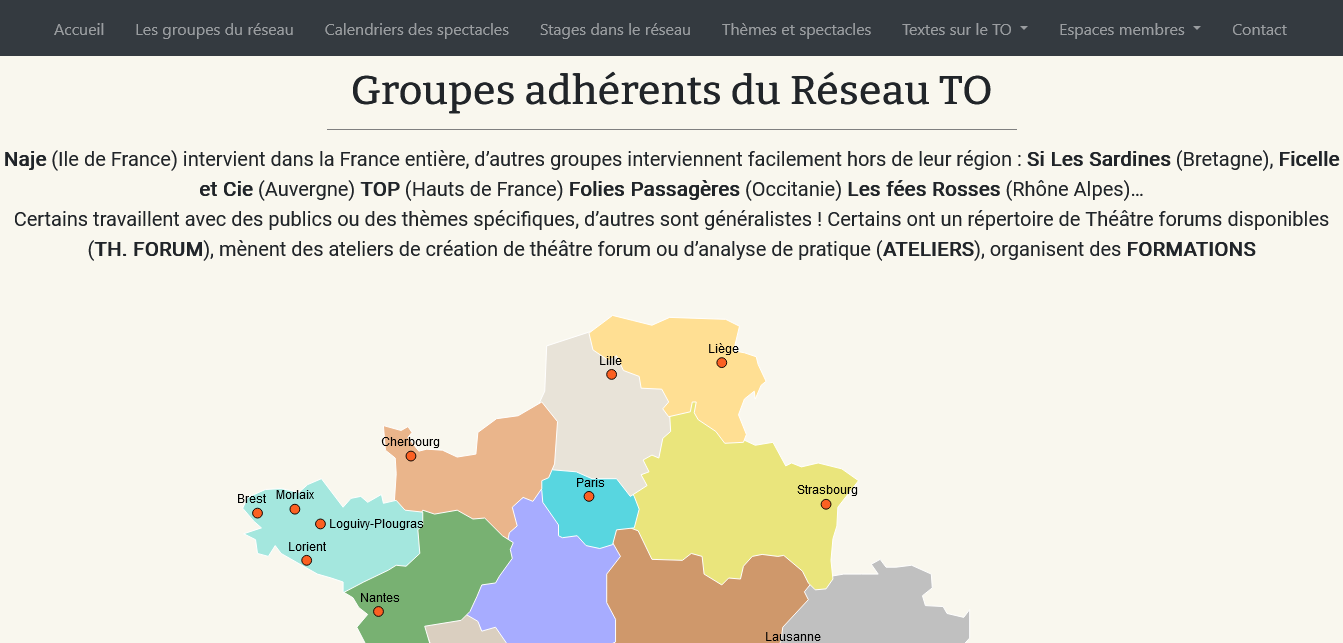 Accueil Les groupes du réseau Calendriers des spectacles Stages dans le réseau Thèmes et spectacles Textes sur le TO Espaces membres Contact
Groupes adhérents du Réseau TO
Naje (Ile de France) intervient dans la France entière, d'autres groupes interviennent facilement hors de leur région : Si Les Sardines (Bretagne), Ficelle
et Cie (Auvergne) TOP (Hauts de France) Folies Passagères (Occitanie) Les fées Rosses (Rhône Alpes)…
Certains travaillent avec des publics ou des thèmes spécifiques, d'autres sont généralistes ! Certains ont un répertoire de Théâtre forums disponibles
(TH. FORUM), mènent des ateliers de création de théâtre forum ou d'analyse de pratique (ATELIERS), organisent des FORMATIONS
Liège
Lille
Cherbourg
Paris
Strasbourg
Brest
Morlaix
Loguivy-Plougras
Lorient
Nantes
Lausanne